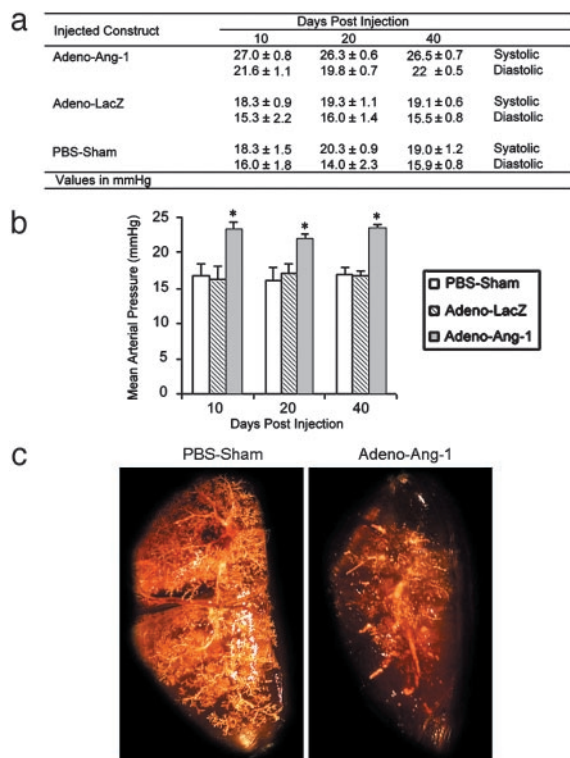 a
Days Post Injection
Injected Construct 10 20 40
Adeno-Ang-1 27.0 ± 0.8 26.3 ± 0.6 26.5 ± 0.7 Systolic
21.6 ± 1.1 19.8 ± 0.7 22 ± 0.5 Diastolic
Adeno-LacZ 18.3 ± 0.9 19.3 ± 1.1 19.1 ± 0.6 Systolic
15.3 ± 2.2 16.0 ± 1.4 15.5 ± 0.8 Diastolic
PBS-Sham 18.3 ± 1.5 20.3 ± 0.9 19.0 ± 1.2 Syatolic
16.0 ± 1.8 14.0 ± 2.3 15.9 ± 0.8 Diastolic
Values in mmHg
b
Mean Arterial Pressure (mmHg)
25
20
15
10
5
0
* * *
10 20 40
Days Post Injection
PBS-Sham
Adeno-LacZ
Adeno-Ang-1
c
PBS-Sham Adeno-Ang-1